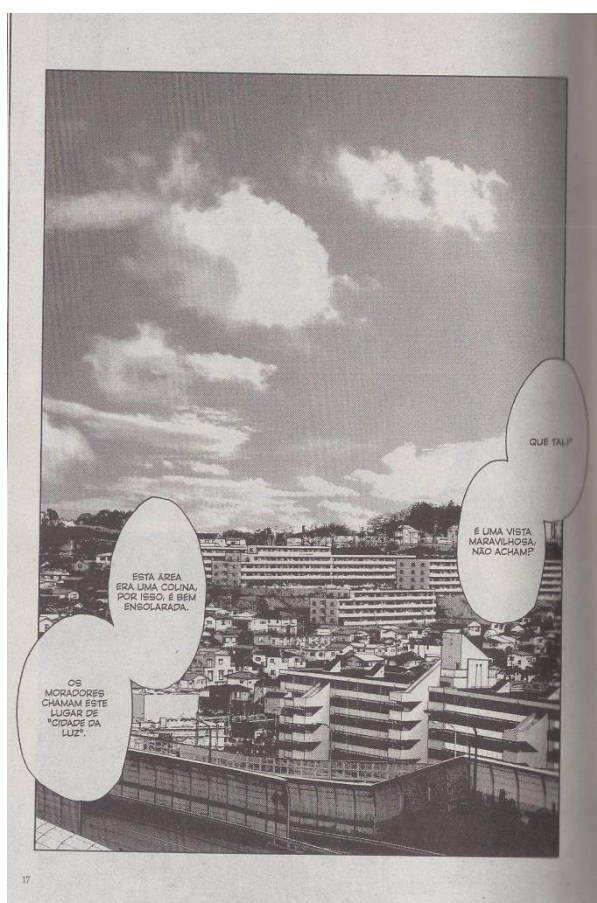 QUE TAL?
É UMA VISTA
MARAVILHOSA,
NÃO ACHAM?
ESTA ÁREA
ERA UMA COLINA,
POR ISSO, É BEM
ENSOLARADA.
OS
MORADORES
CHAMAM ESTE
LUGAR DE
"CIDADE DA
LUZ".
17